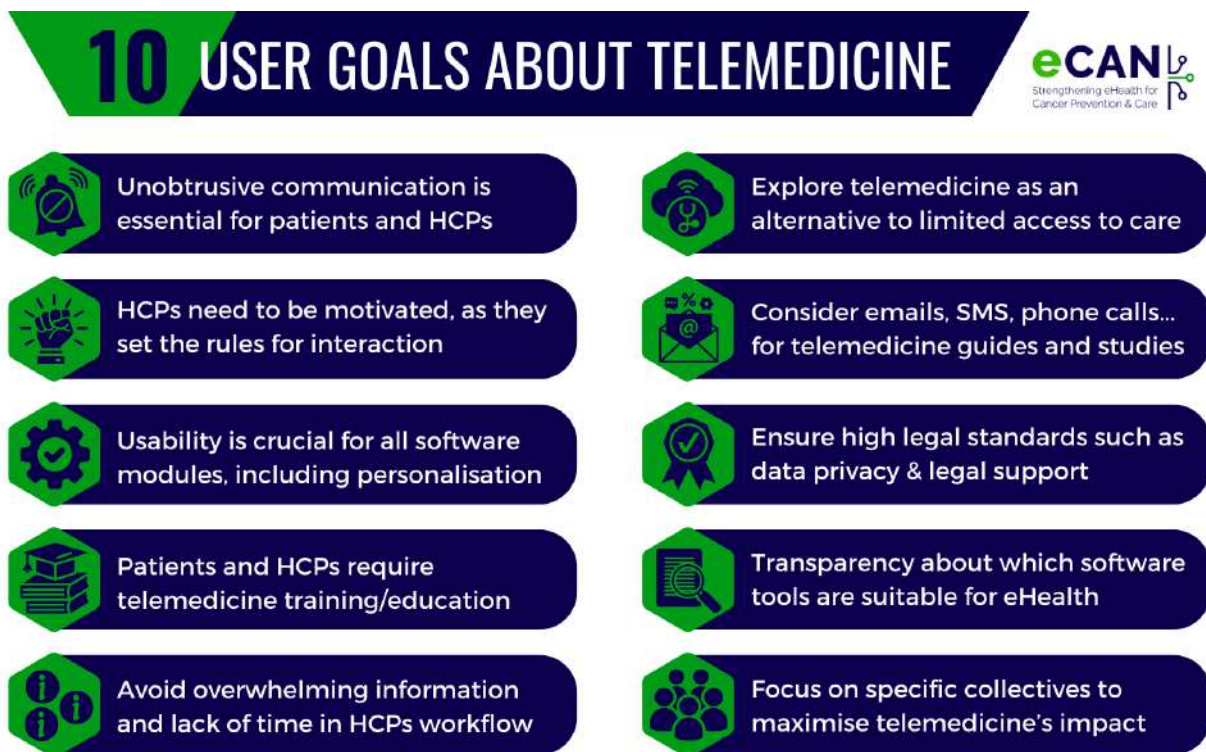 10 USER GOALS ABOUT TELEMEDICINE
eCAN
Strengthening eHealth for
Cancer Prevention & Care
Unobtrusive communication is
essential for patients and HCPs
HCPs need to be motivated, as they
set the rules for interaction
Usability is crucial for all software
modules, including personalisation
Patients and HCPs require
telemedicine training/education
Avoid overwhelming information
and lack of time in HCPs workflow
Explore telemedicine as an
alternative to limited access to care
Consider emails, SMS, phone calls...
for telemedicine guides and studies
Ensure high legal standards such as
data privacy & legal support
Transparency about which software
tools are suitable for eHealth
Focus on specific collectives to
maximise telemedicine's impact